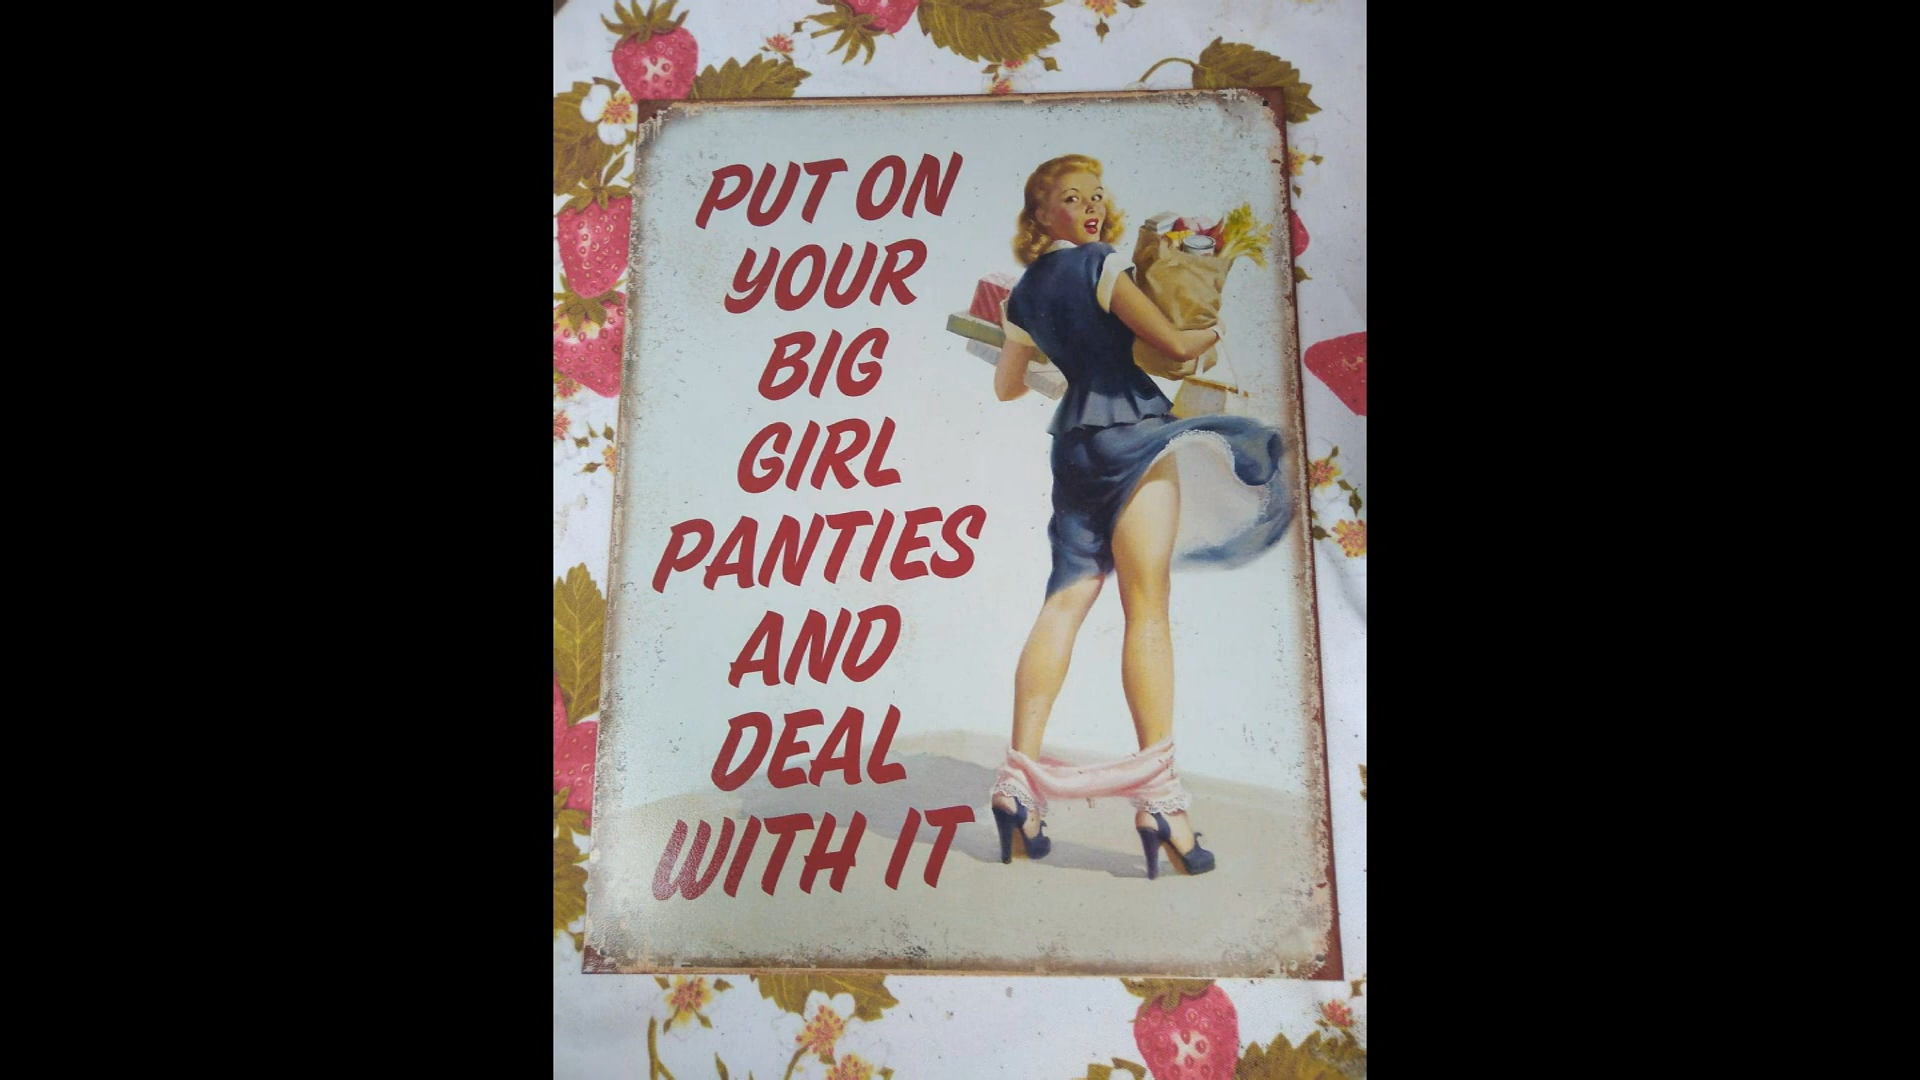 PUT ON
YOUR
BIG
GIRL
PANTIES
AND
DEAL
WITH IT